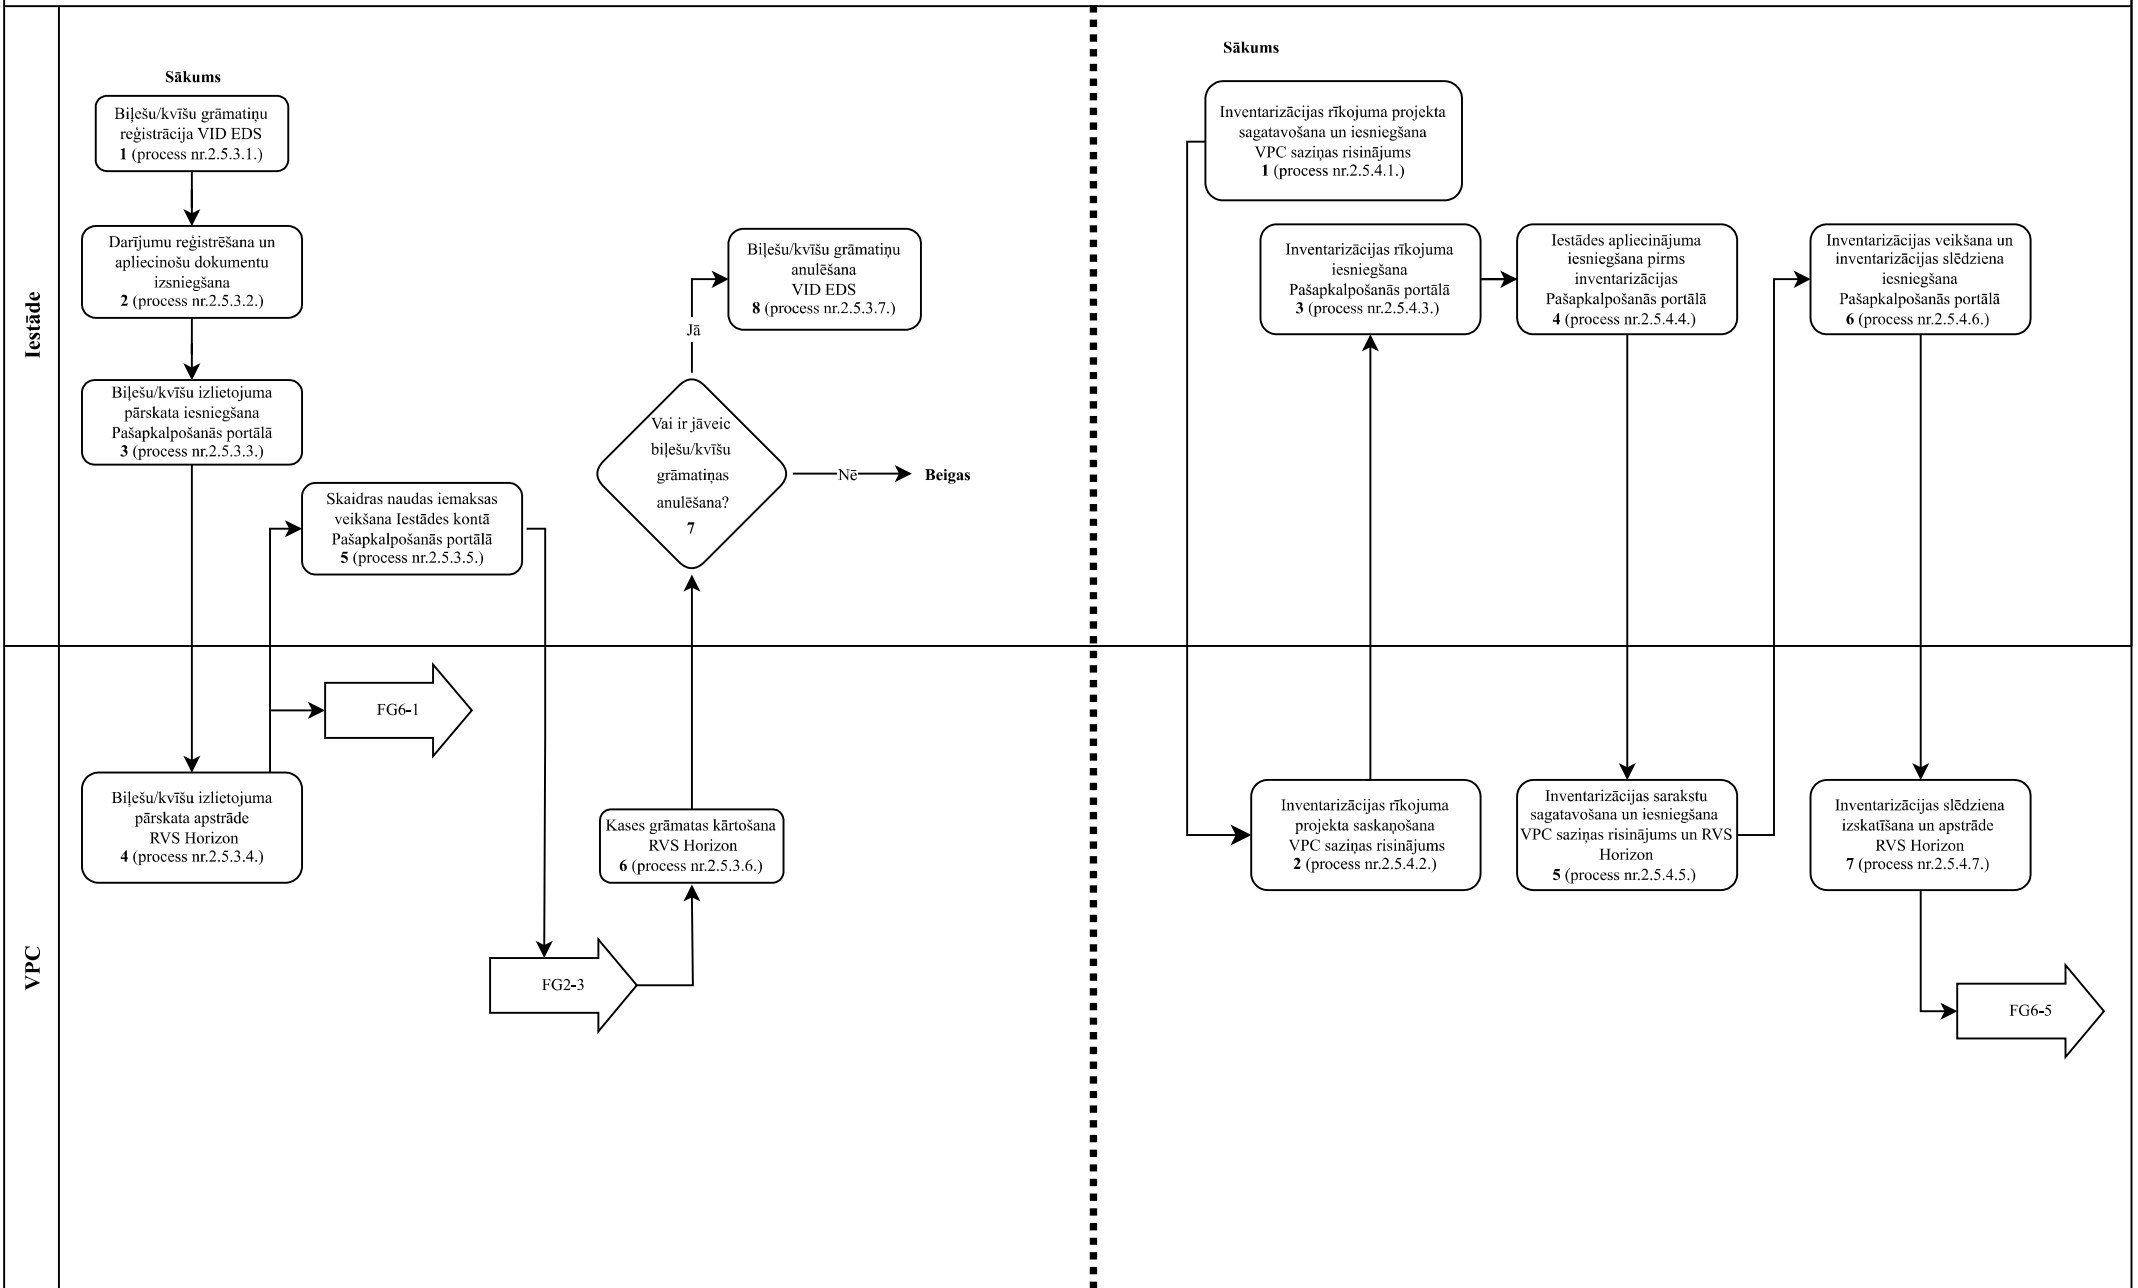 Iestāde
Sākums
Biļešu/kvīšu grāmatiņu
reģistrācija VID EDS
1 (process nr.2.5.3.1.)
Darījumu reģistrēšana un
apliecinošu dokumentu
izsniegšana
2 (process nr.2.5.3.2.)
Biļešu/kvīšu izlietojuma
pārskata iesniegšana
Pašapkalpošanās portālā
3 (process nr.2.5.3.3.)
Skaidras naudas iemaksas
veikšana Iestādes kontā
Pašapkalpošanās portālā
5 (process nr.2.5.3.5.)
Biļešu/kvīšu grāmatiņu
anulēšana
VID EDS
8 (process nr.2.5.3.7.)
Jā
Vai ir jāveic
biļešu/kvīšu
grāmatiņas
anulēšana?
7
Nē
Beigas
VPC
FG6-1
Biļešu/kvīšu izlietojuma
pārskata apstrāde
RVS Horizon
4 (process nr.2.5.3.4.)
Kases grāmatas kārtošana
RVS Horizon
6 (process nr.2.5.3.6.)
FG2-3
Sākums
Inventarizācijas rīkojuma projekta
sagatavošana un iesniegšana
VPC saziņas risinājums
1 (process nr.2.5.4.1.)
Inventarizācijas rīkojuma
iesniegšana
Pašapkalpošanās portālā
3 (process nr.2.5.4.3.)
Iestādes apliecinājuma
iesniegšana pirms
inventarizācijas
Pašapkalpošanās portālā
4 (process nr.2.5.4.4.)
Inventarizācijas veikšana un
inventarizācijas slēdziena
iesniegšana
Pašapkalpošanās portālā
6 (process nr.2.5.4.6.)
Inventarizācijas rīkojuma
projekta saskaņošana
VPC saziņas risinājums
2 (process nr.2.5.4.2.)
Inventarizācijas sarakstu
sagatavošana un iesniegšana
VPC saziņas risinājums un RVS
Horizon
5 (process nr.2.5.4.5.)
Inventarizācijas slēdziena
izskatīšana un apstrāde
RVS Horizon
7 (process nr.2.5.4.7.)
FG6-5